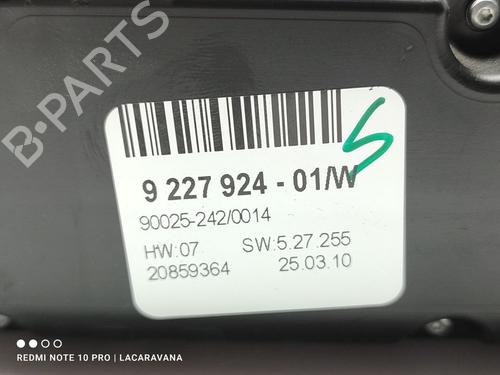 B-PARTS
S
9 227 924 - 01/W
90025-242/0014
HW:07 SW:5.27.255
20859364 25.03.10
REDMI NOTE 10 PRO | LACARAVANA